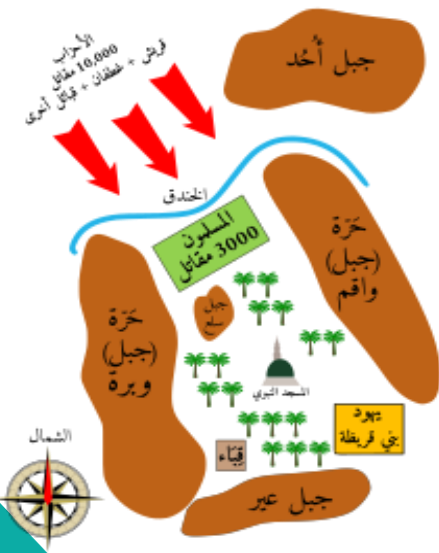 الأحزاب
10,000 مقاتل
قريش + غطفان + قبائل أخرى
جبل أُحُد
الخندق
المسلمون
3000 مقاتل
حَرّة
(جبل)
واقم
جبل
سلع
حَرّة
(جبل)
وبرة
المسجد النبوي
يهود
بني قريظة
الشمال
قِبَاء
جبل عير